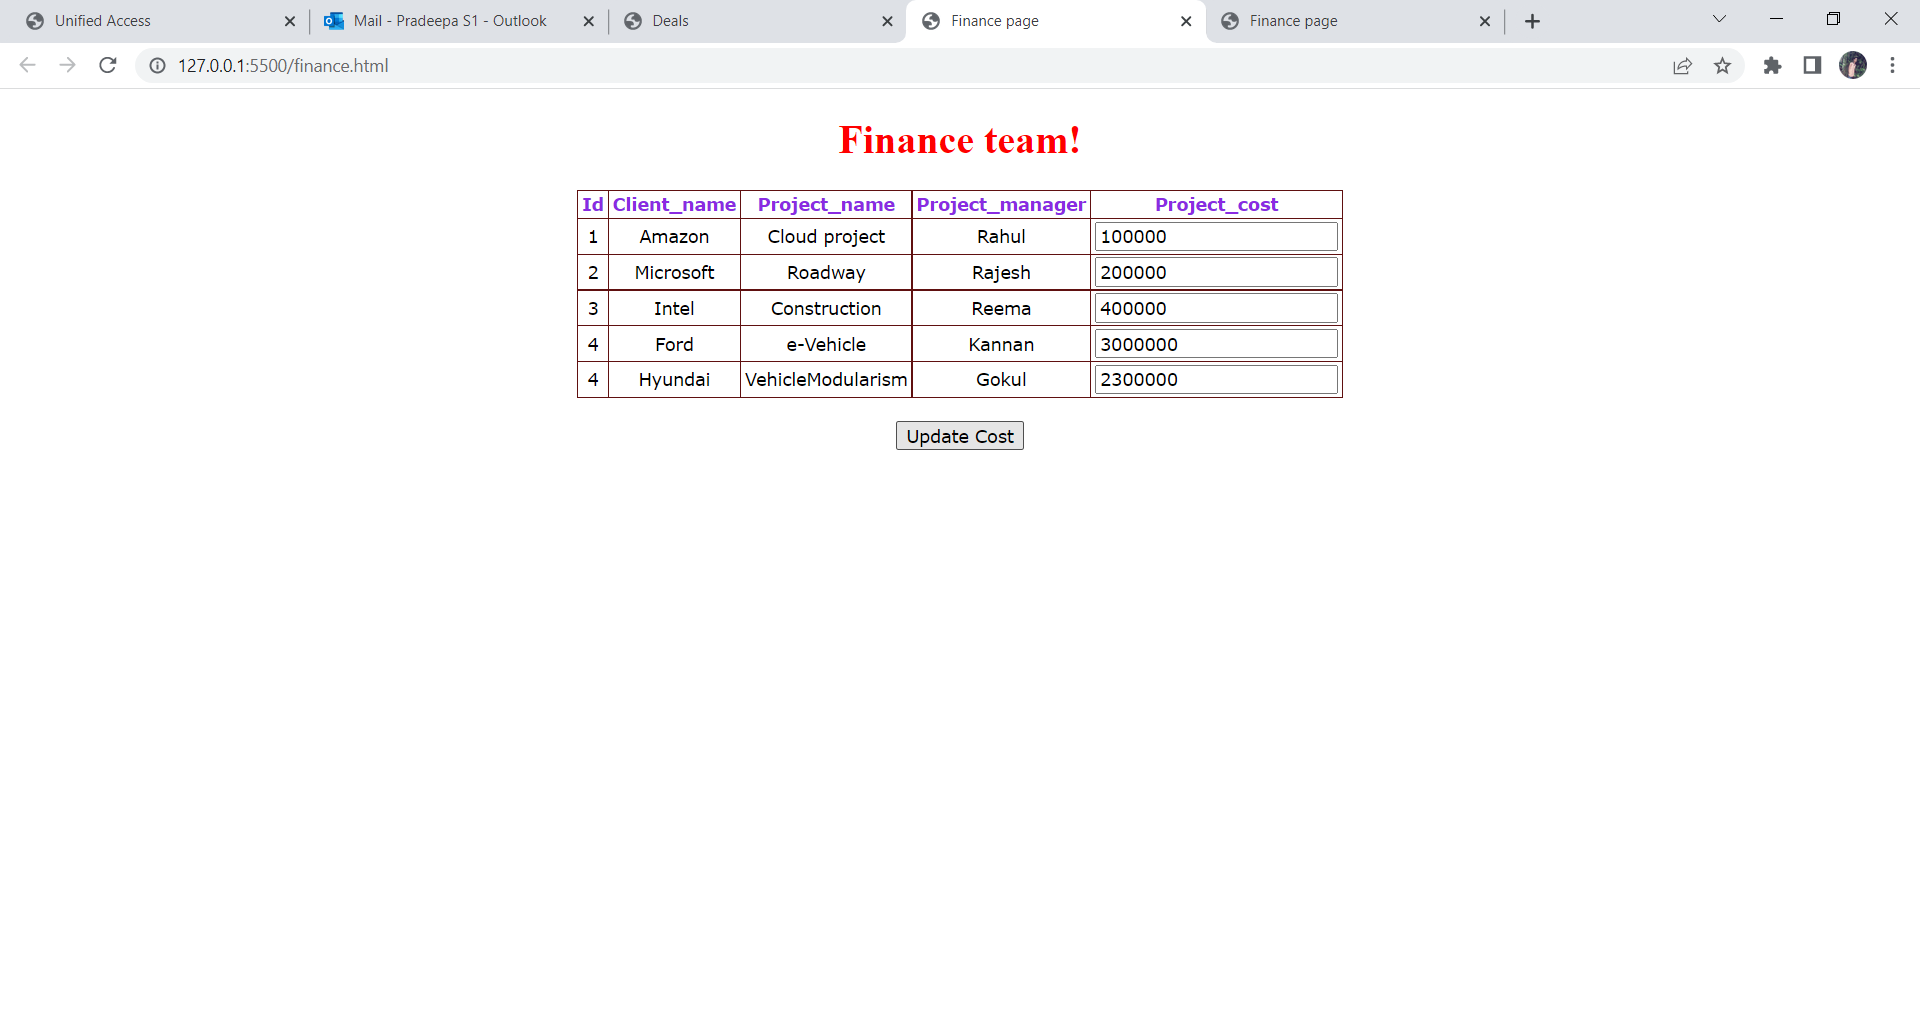 Unified Access Mail - Pradeepa S1 - Outlook Deals Finance page Finance page
127.0.0.1:5500/finance.html
Finance team!
Id Client_name Project_name Project_manager Project_cost
1 Amazon Cloud project Rahul 100000
2 Microsoft Roadway Rajesh 200000
3 Intel Construction Reema 400000
4 Ford e-Vehicle Kannan 3000000
4 Hyundai VehicleModularism Gokul 2300000
Update Cost